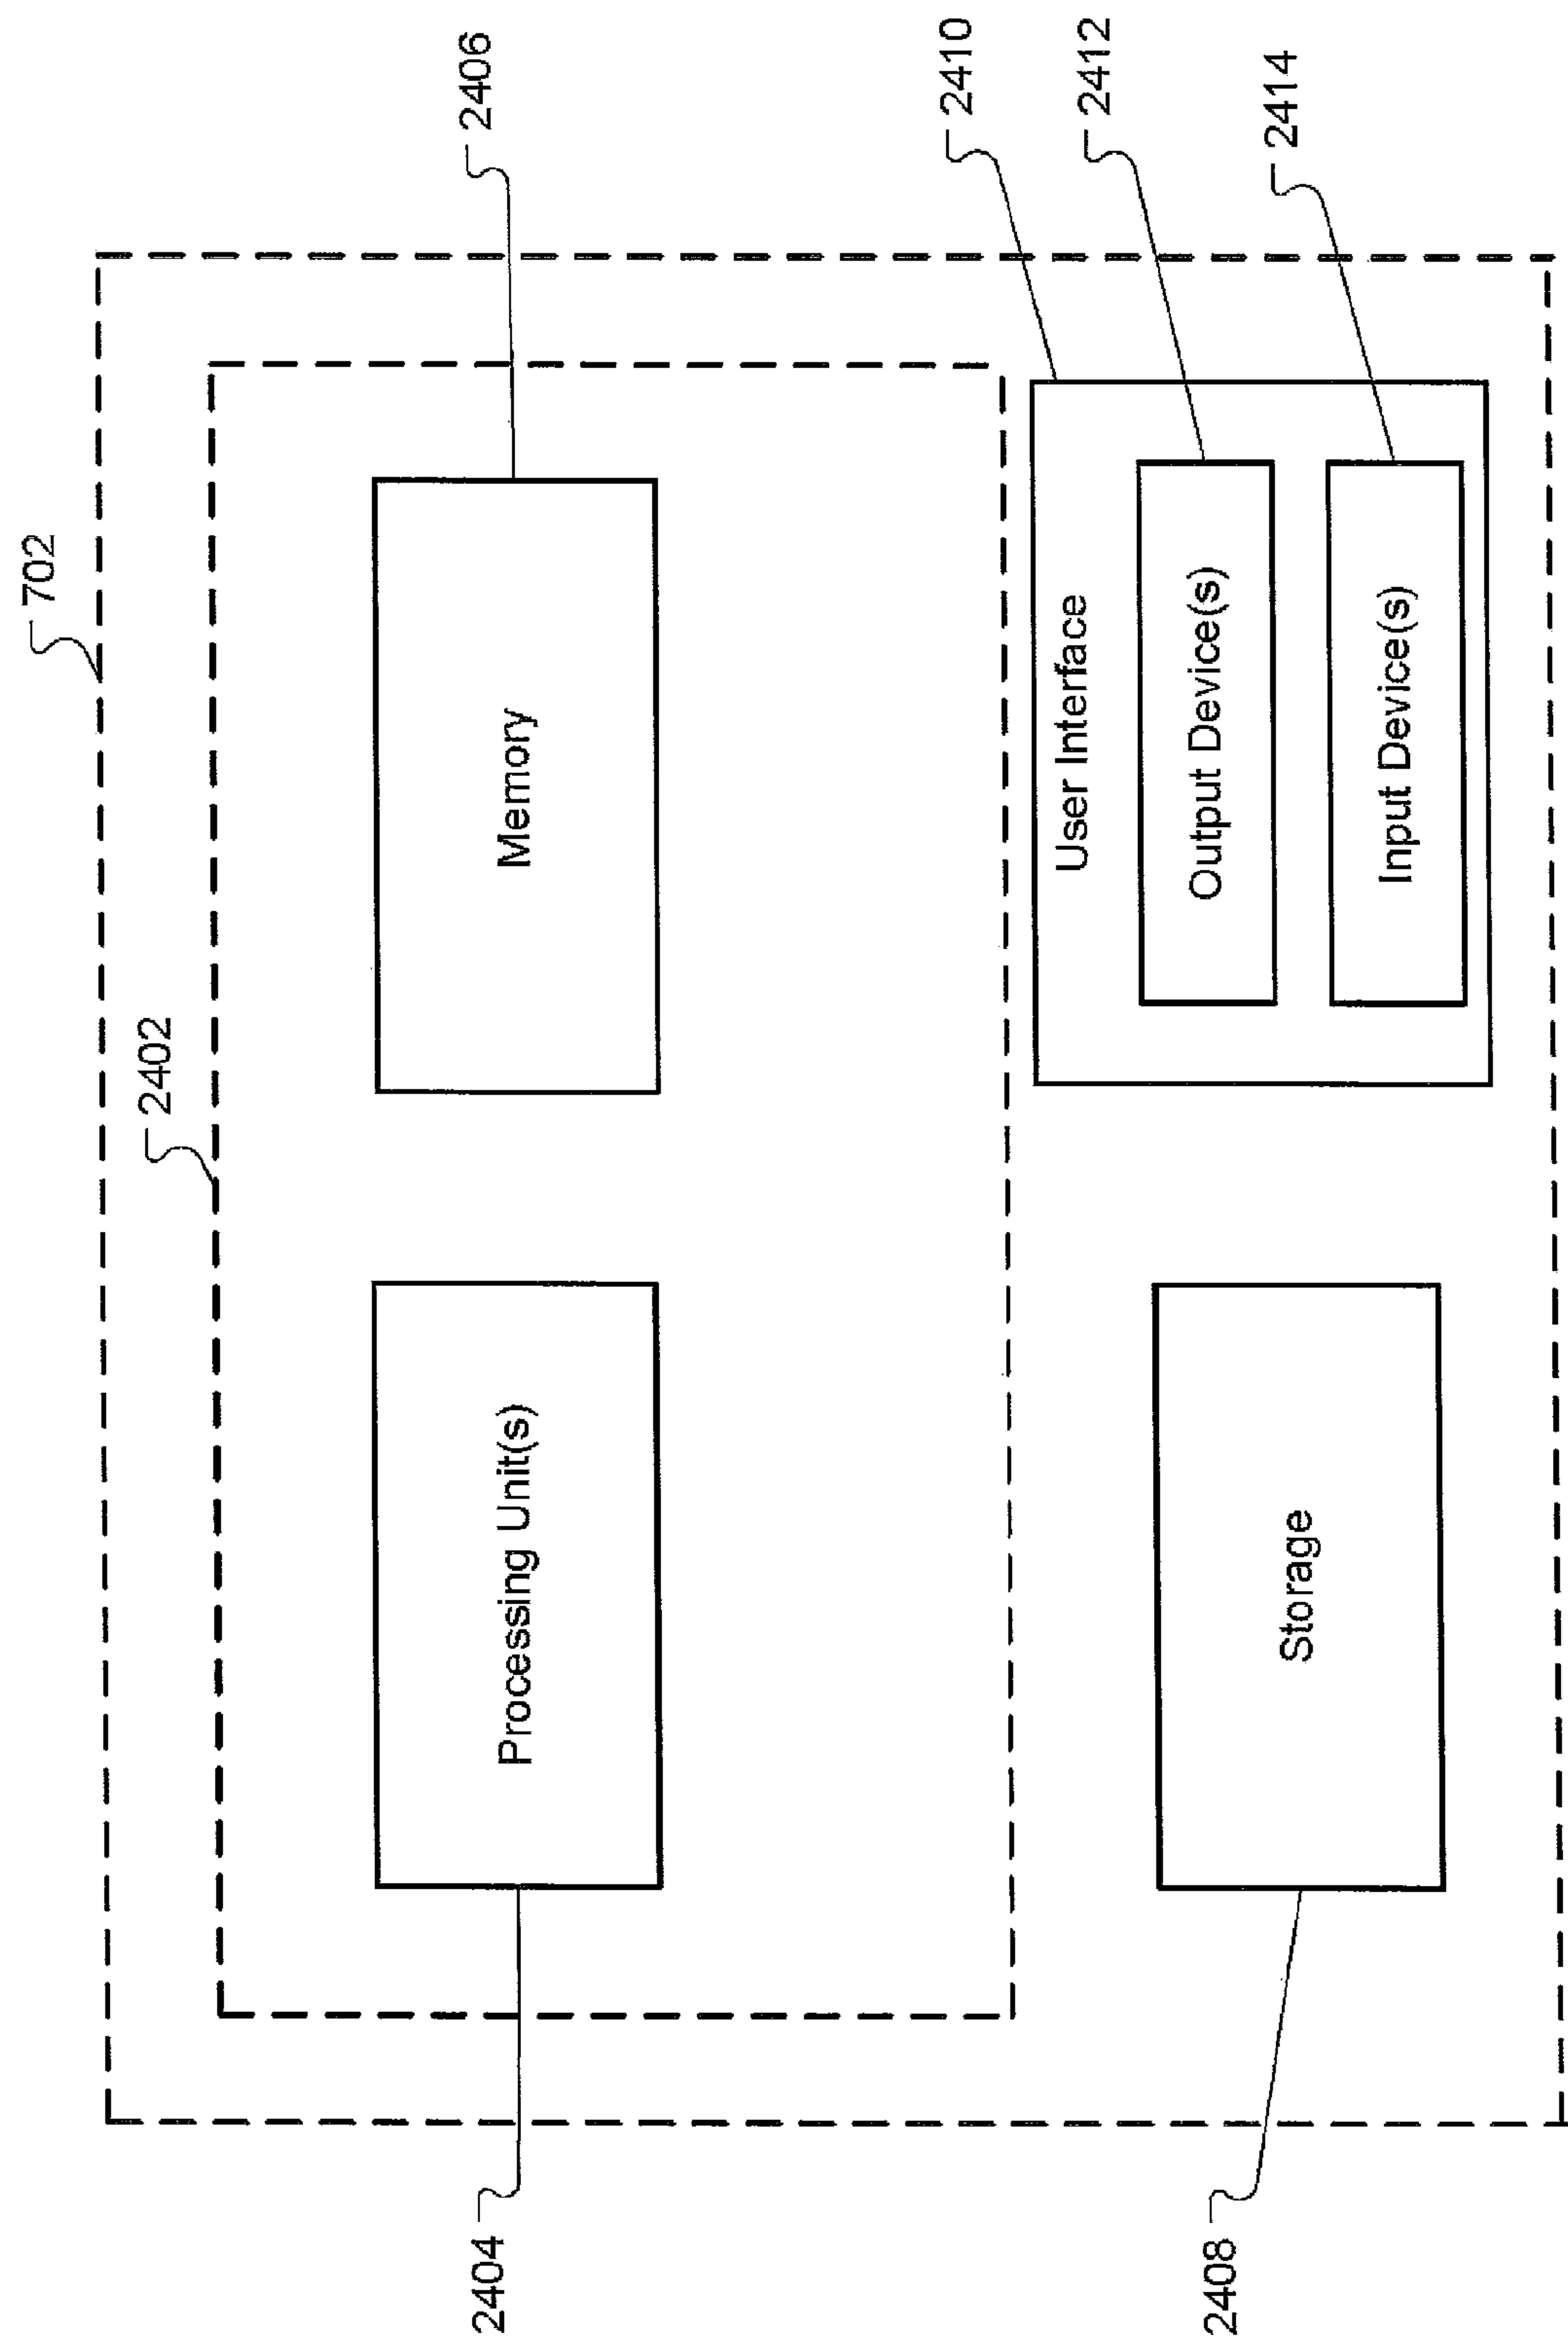 702
2402
2404
Processing Unit(s)
Memory
2406
2408
Storage
User Interface
2410
Output Device(s)
2412
Input Device(s)
2414